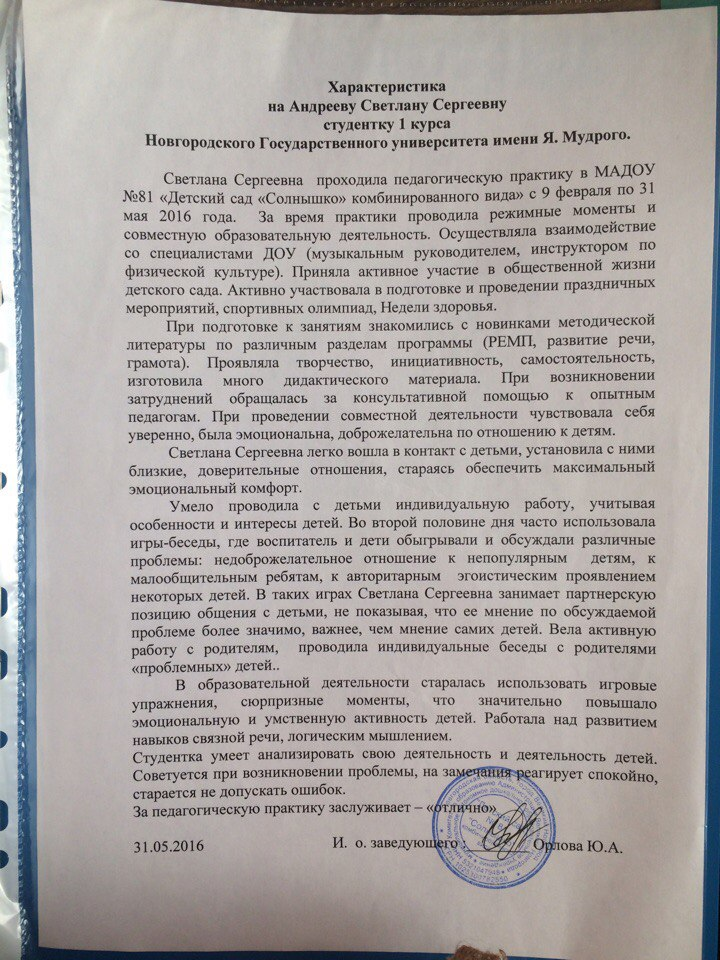 Характеристика
на Андрееву Светлану Сергеевну
студентку 1 курса
Новгородского Государственного университета имени Я. Мудрого.
Светлана Сергеевна проходила педагогическую практику в МАДОУ
№81 «Детский сад «Солнышко» комбинированного вида» с 9 февраля по 31
мая 2016 года. За время практики проводила режимные моменты и
совместную образовательную деятельность. Осуществляла взаимодействие
со специалистами ДОУ (музыкальным руководителем, инструктором по
физической культуре). Приняла активное участие в общественной жизни
детского сада. Активно участвовала в подготовке и проведении праздничных
мероприятий, спортивных олимпиад, Недели здоровья.
При подготовке к занятиям знакомились с новинками методической
литературы по различным разделам программы (РЕМП, развитие речи,
грамота). Проявляла творчество, инициативность, самостоятельность,
изготовила много дидактического материала. При возникновении
затруднений обращалась за консультативной помощью к опытным
педагогам. При проведении совместной деятельности чувствовала себя
уверенно, была эмоциональна, доброжелательна по отношению к детям.
Светлана Сергеевна легко вошла в контакт с детьми, установила с ними
близкие, доверительные отношения, стараясь обеспечить максимальный
эмоциональный комфорт.
Умело проводила с детьми индивидуальную работу, учитывая
особенности и интересы детей. Во второй половине дня часто использовала
игры-беседы, где воспитатель и дети обыгрывали и обсуждали различные
проблемы: недоброжелательное отношение к непопулярным детям, к
малообщительным ребятам, к авторитарным эгоистическим проявлением
некоторых детей. В таких играх Светлана Сергеевна занимает партнерскую
позицию общения с детьми, не показывая, что ее мнение по обсуждаемой
проблеме более значимо, важнее, чем мнение самих детей. Вела активную
работу с родителям, проводила индивидуальные беседы с родителями
«проблемных» детей..
В образовательной деятельности старалась использовать игровые
упражнения, сюрпризные моменты, что значительно повышало
эмоциональную и умственную активность детей. Работала над развитием
навыков связной речи, логическим мышлением.
Студентка умеет анализировать свою деятельность и деятельность детей.
Советуется при возникновении проблемы, на замечания реагирует спокойно,
старается не допускать ошибок.
За педагогическую практику заслуживает – «отлично»
31.05.2016 И. о. заведующего Орлова Ю.А.